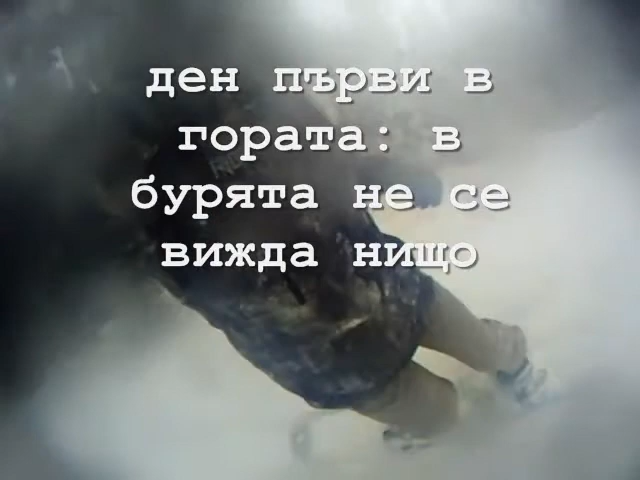 ден първи в
гората: в
бурята не се
вижда нищо